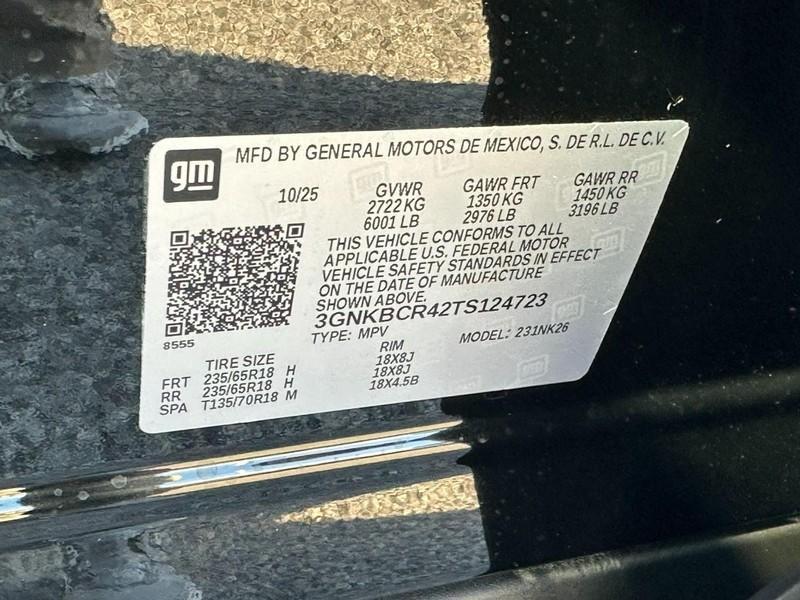 gm MFD BY GENERAL MOTORS DE MEXICO, S. DE R.L. DE C.V.
10/25 GVWR GAWR FRT GAWR RR
2722 KG 1350 KG 1450 KG
6001 LB 2976 LB 3196 LB
THIS VEHICLE CONFORMS TO ALL
APPLICABLE U.S. FEDERAL MOTOR
VEHICLE SAFETY STANDARDS IN EFFECT
ON THE DATE OF MANUFACTURE
SHOWN ABOVE.
3GNKBCR42TS124723
8555
TYPE: MPV MODEL: 231NK26
TIRE SIZE RIM
FRT 235/65R18 H 18X8J
RR 235/65R18 H 18X8J
SPA T135/70R18 M 18X4.5B